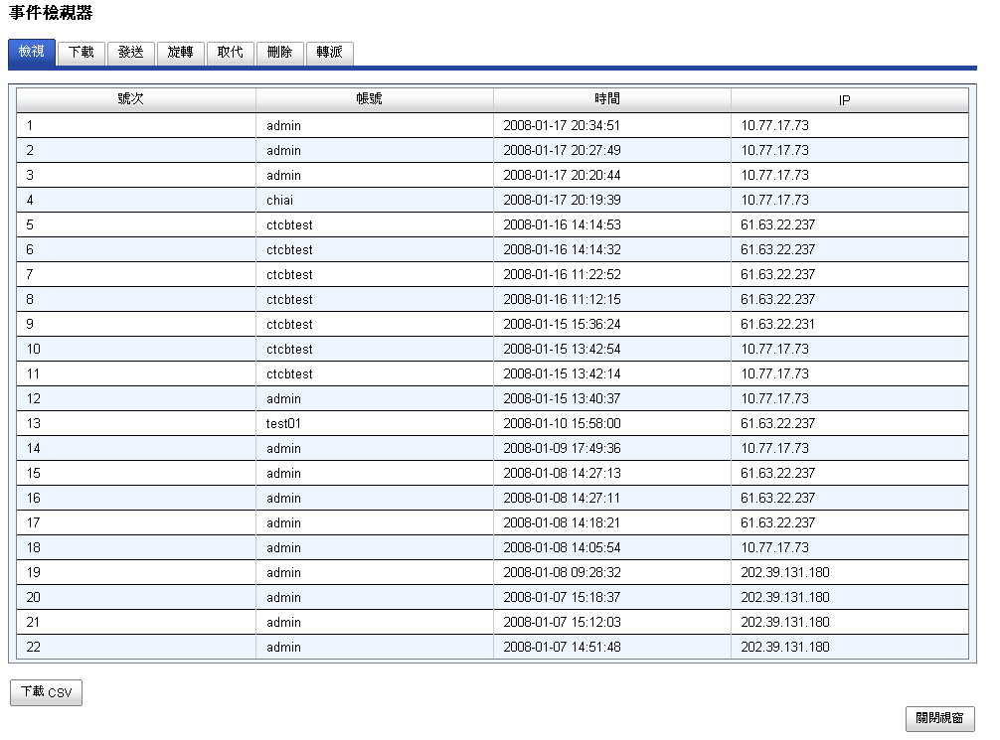 事件檢視器
檢視 下載 發送 旋轉 取代 刪除 轉派
號次 帳號 時間 IP
1 admin 2008-01-17 20:34:51 10.77.17.73
2 admin 2008-01-17 20:27:49 10.77.17.73
3 admin 2008-01-17 20:20:44 10.77.17.73
4 chiai 2008-01-17 20:19:39 10.77.17.73
5 ctcbtest 2008-01-16 14:14:53 61.63.22.237
6 ctcbtest 2008-01-16 14:14:32 61.63.22.237
7 ctcbtest 2008-01-16 11:22:52 61.63.22.237
8 ctcbtest 2008-01-16 11:12:15 61.63.22.237
9 ctcbtest 2008-01-15 15:36:24 61.63.22.231
10 ctcbtest 2008-01-15 13:42:54 10.77.17.73
11 ctcbtest 2008-01-15 13:42:14 10.77.17.73
12 admin 2008-01-15 13:40:37 10.77.17.73
13 test01 2008-01-10 15:58:00 61.63.22.237
14 admin 2008-01-09 17:49:36 10.77.17.73
15 admin 2008-01-08 14:27:13 61.63.22.237
16 admin 2008-01-08 14:27:11 61.63.22.237
17 admin 2008-01-08 14:18:21 61.63.22.237
18 admin 2008-01-08 14:05:54 10.77.17.73
19 admin 2008-01-08 09:28:32 202.39.131.180
20 admin 2008-01-07 15:18:37 202.39.131.180
21 admin 2008-01-07 15:12:03 202.39.131.180
22 admin 2008-01-07 14:51:48 202.39.131.180
下載 CSV
關閉視窗